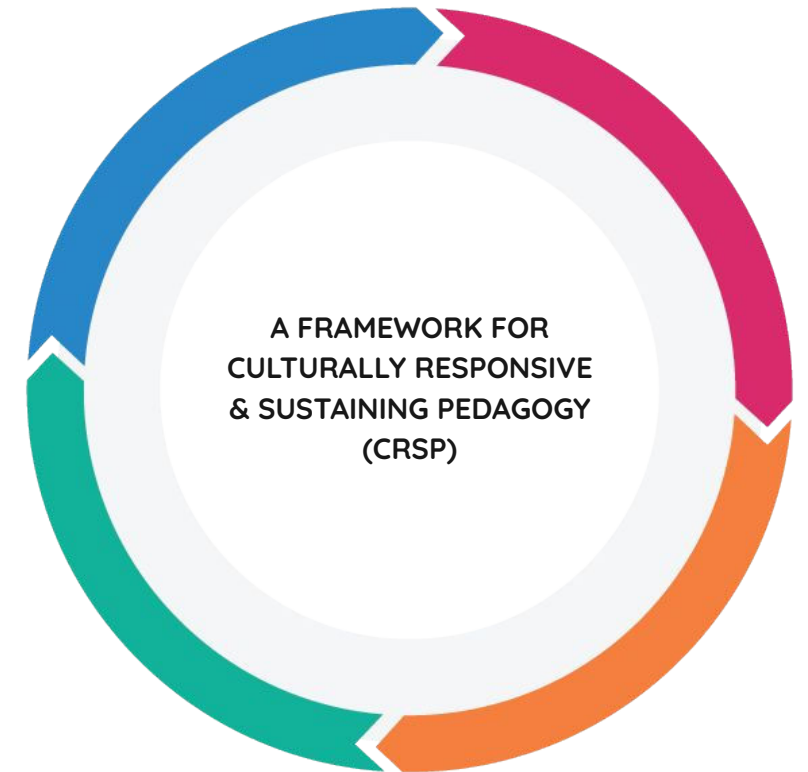 A FRAMEWORK FOR
CULTURALLY RESPONSIVE
& SUSTAINING PEDAGOGY
(CRSP)